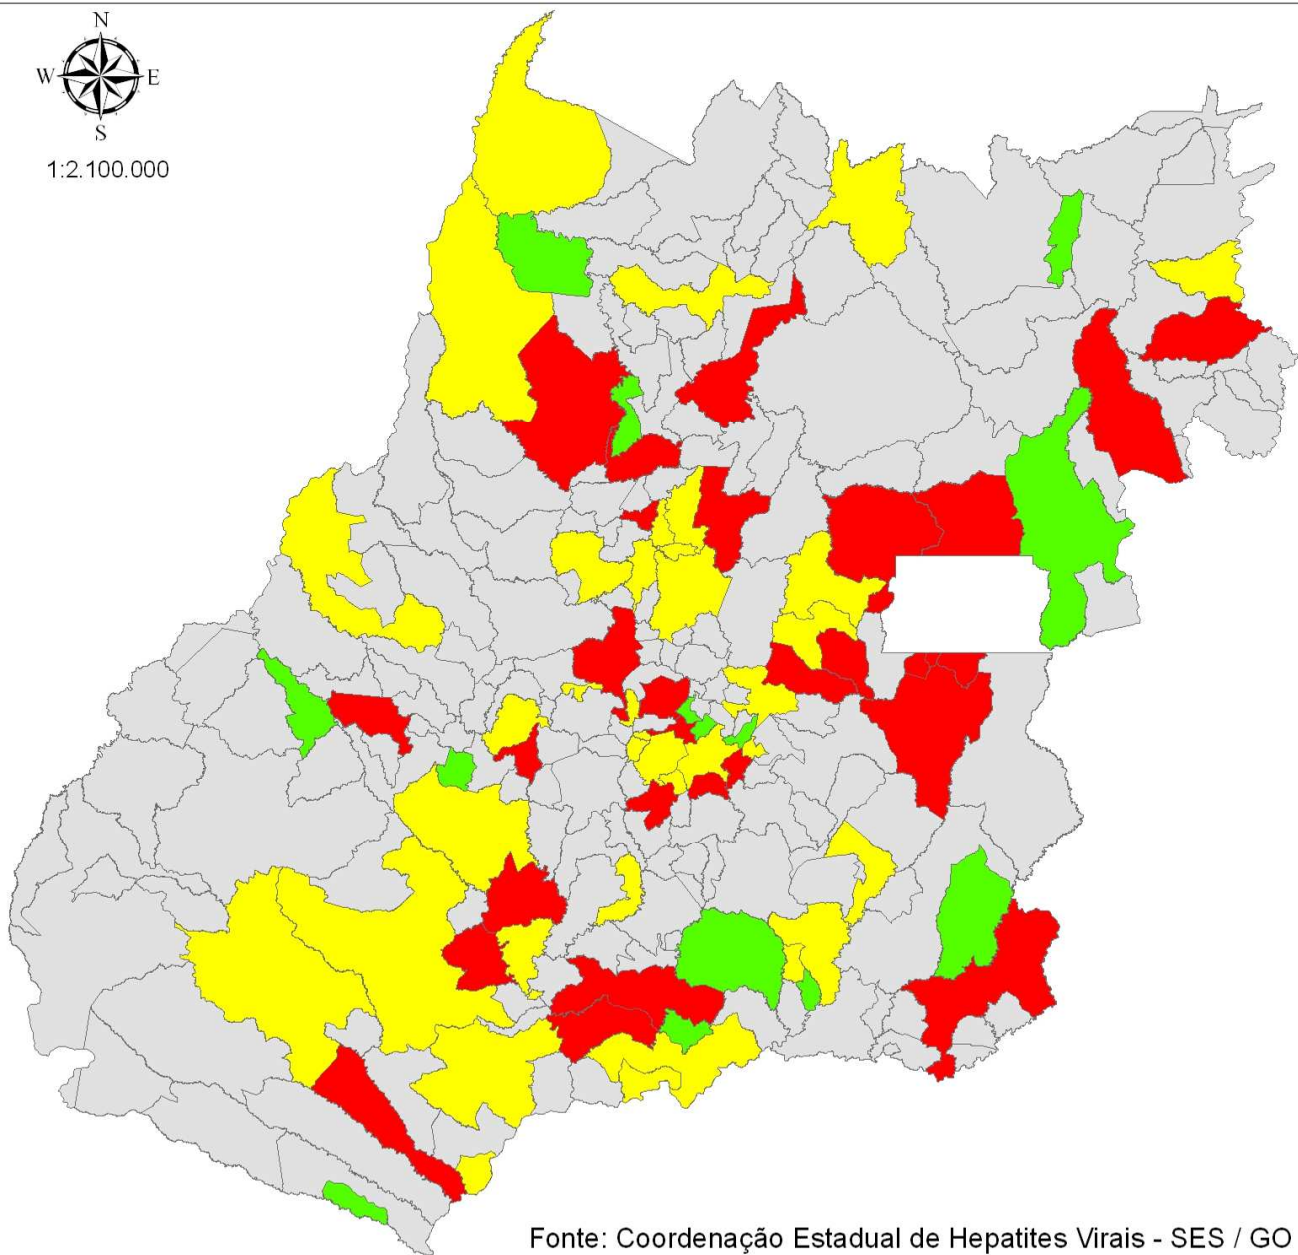 N
W E
S
1:2.100.000
Fonte: Coordenação Estadual de Hepatites Virais - SES / GO